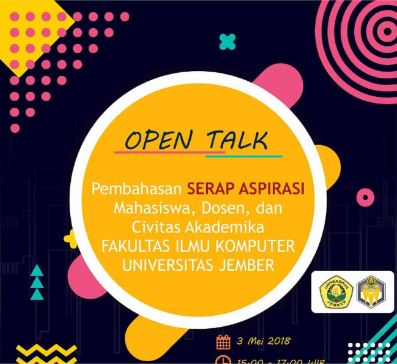 OPEN TALK
Pembahasan SERAP ASPIRASI
Mahasiswa, Dosen, dan
Civitas Akademika
FAKULTAS ILMU KOMPUTER
UNIVERSITAS JEMBER
3 Mei 2018
15:00 - 17:00 WIB